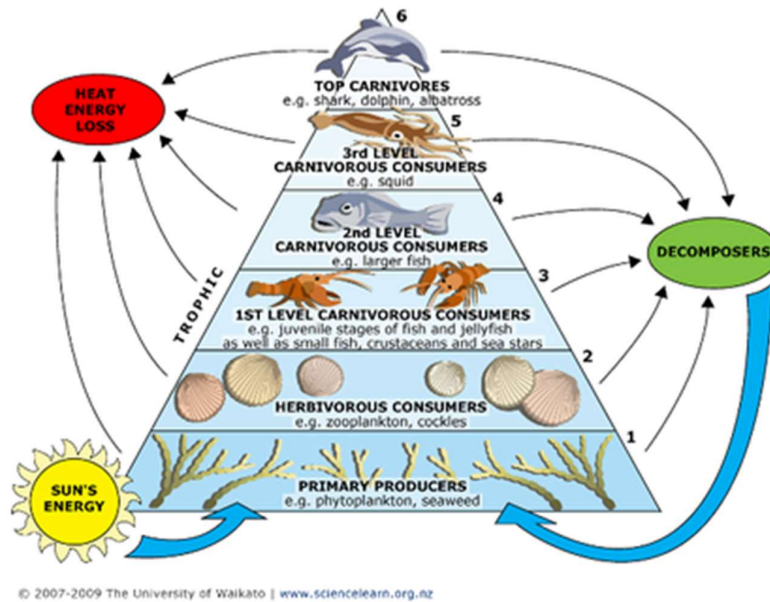 6
TOP CARNIVORES
e.g. shark, dolphin, albatross
HEAT
ENERGY
LOSS
5
3rd LEVEL
CARNIVOROUS CONSUMERS
e.g. squid
4
2nd LEVEL
CARNIVOROUS CONSUMERS
e.g. larger fish
DECOMPOSERS
TROPHIC
3
1ST LEVEL CARNIVOROUS CONSUMERS
e.g. juvenile stages of fish and jellyfish
as well as small fish, crustaceans and sea stars
2
HERBIVOROUS CONSUMERS
e.g. zooplankton, cockles
1
PRIMARY PRODUCERS
e.g. phytoplankton, seaweed
SUN'S
ENERGY
© 2007-2009 The University of Waikato | www.sciencelearn.org.nz